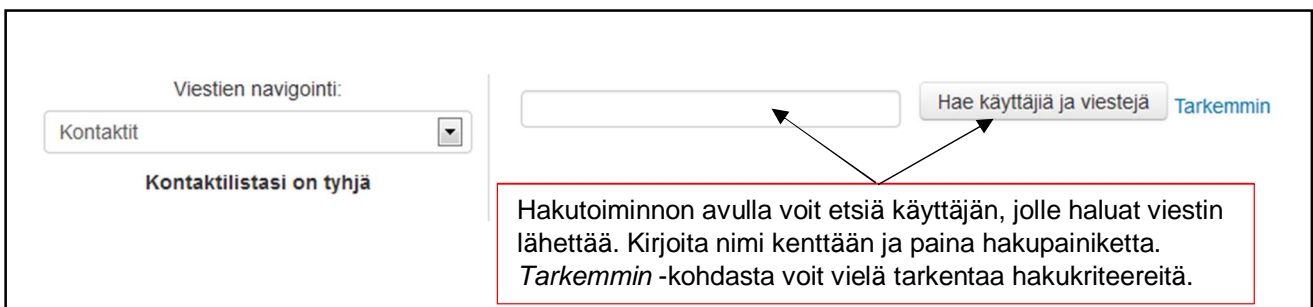 Viestien navigointi:
Kontaktit
Kontaktilistasi on tyhjä
Hae käyttäjiä ja viestejä
Tarkemmin
Hakutoiminnon avulla voit etsiä käyttäjän, jolle haluat viestin
lähettää. Kirjoita nimi kenttään ja paina hakupainiketta.
Tarkemmin -kohdasta voit vielä tarkentaa hakukriteereitä.